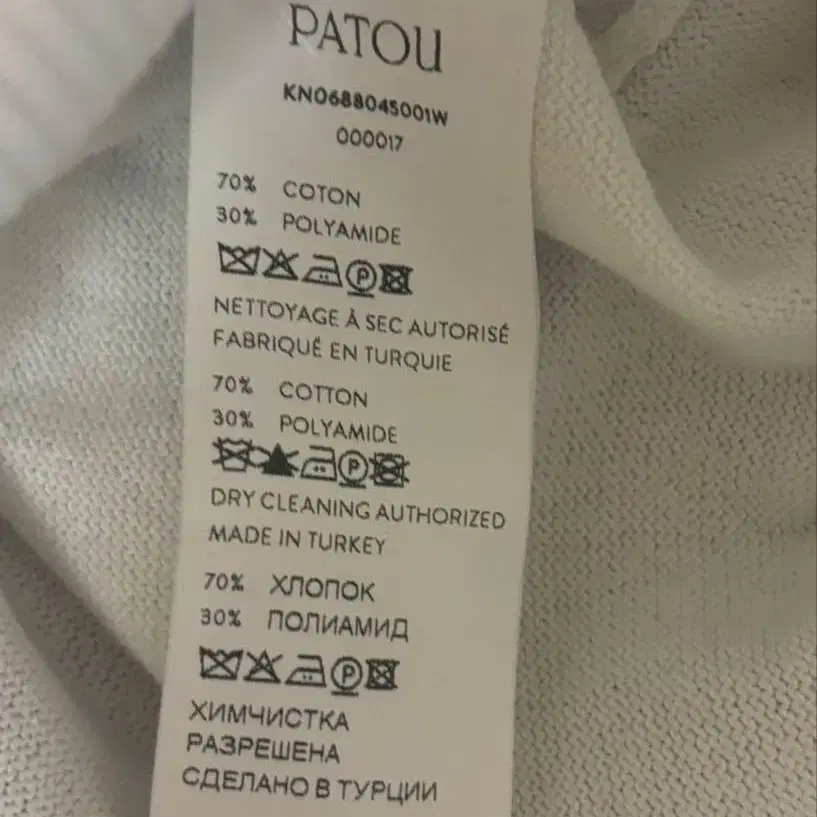 PATOU
KN0688045001W
000017
70% COTON
30% POLYAMIDE
NETTOYAGE À SEC AUTORISÉ
FABRIQUÉ EN TURQUIE
70% COTTON
30% POLYAMIDE
DRY CLEANING AUTHORIZED
MADE IN TURKEY
70% ХЛОПОК
30% ПОЛИАМИД
ХИМЧИСТКА
РАЗРЕШЕНА
СДЕЛАНО В ТУРЦИИ